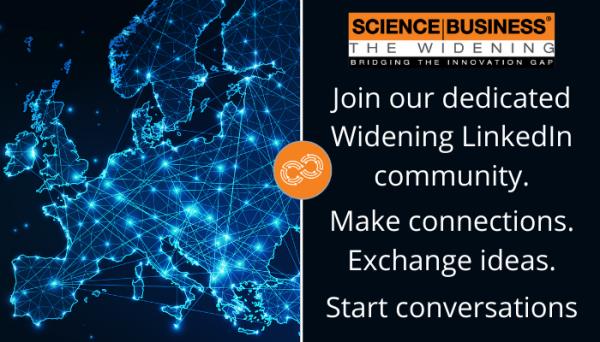 SCIENCE|BUSINESS®
THE WIDENING
BRIDGING THE INNOVATION GAP
Join our dedicated
Widening LinkedIn
community.
Make connections.
Exchange ideas.
Start conversations